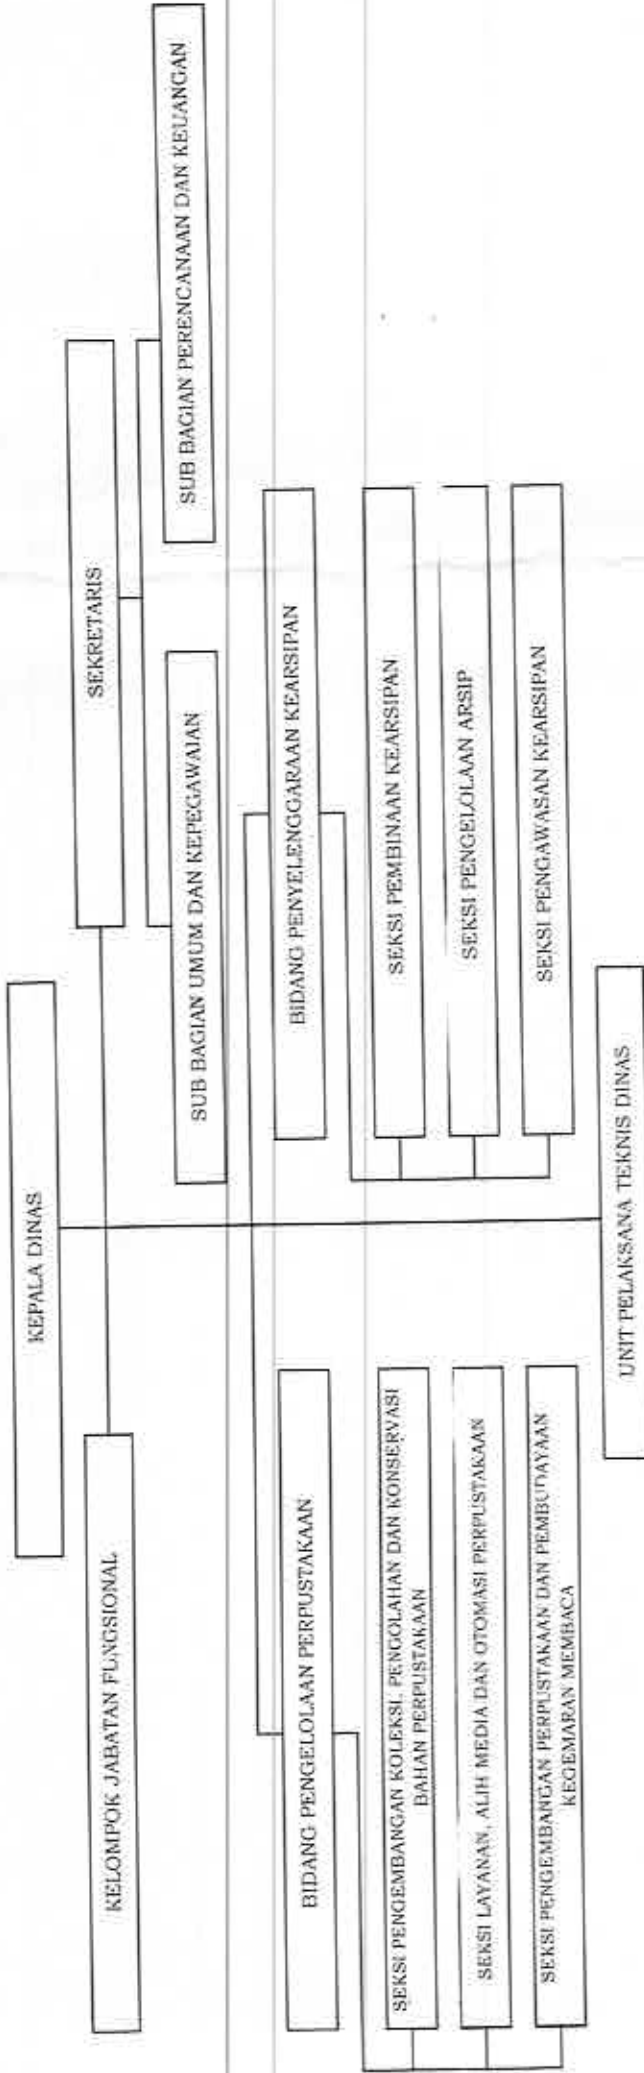 KEPALA DINAS
KELOMPOK JABATAN FUNGSIONAL
SEKRETARIS
SUB BAGIAN UMUM DAN KEPEGAWAIAN
SUB BAGIAN PERENCANAAN DAN KEUANGAN
BIDANG PENGELOLAAN PERPUSTAKAAN
SEKSI PENGEMBANGAN KOLEKSI, PENGOLAHAN DAN KONSERVASI
BAHAN PERPUSTAKAAN
SEKSI LAYANAN, ALIH MEDIA DAN OTOMASI PERPUSTAKAAN
SEKSI PENGEMBANGAN PERPUSTAKAAN DAN PEMBUDAYAAN
KEGEMARAN MEMBACA
BIDANG PENYELENGGARAAN KEARSIPAN
SEKSI PEMBINAAN KEARSIPAN
SEKSI PENGELOLAAN ARSIP
SEKSI PENGAWASAN KEARSIPAN
UNIT PELAKSANA TEKNIS DINAS